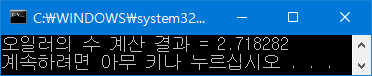 C:₩WINDOWS₩system32...
오일러의 수 계산 결과 = 2.718282
계속하려면 아무 키나 누르십시오 . . .